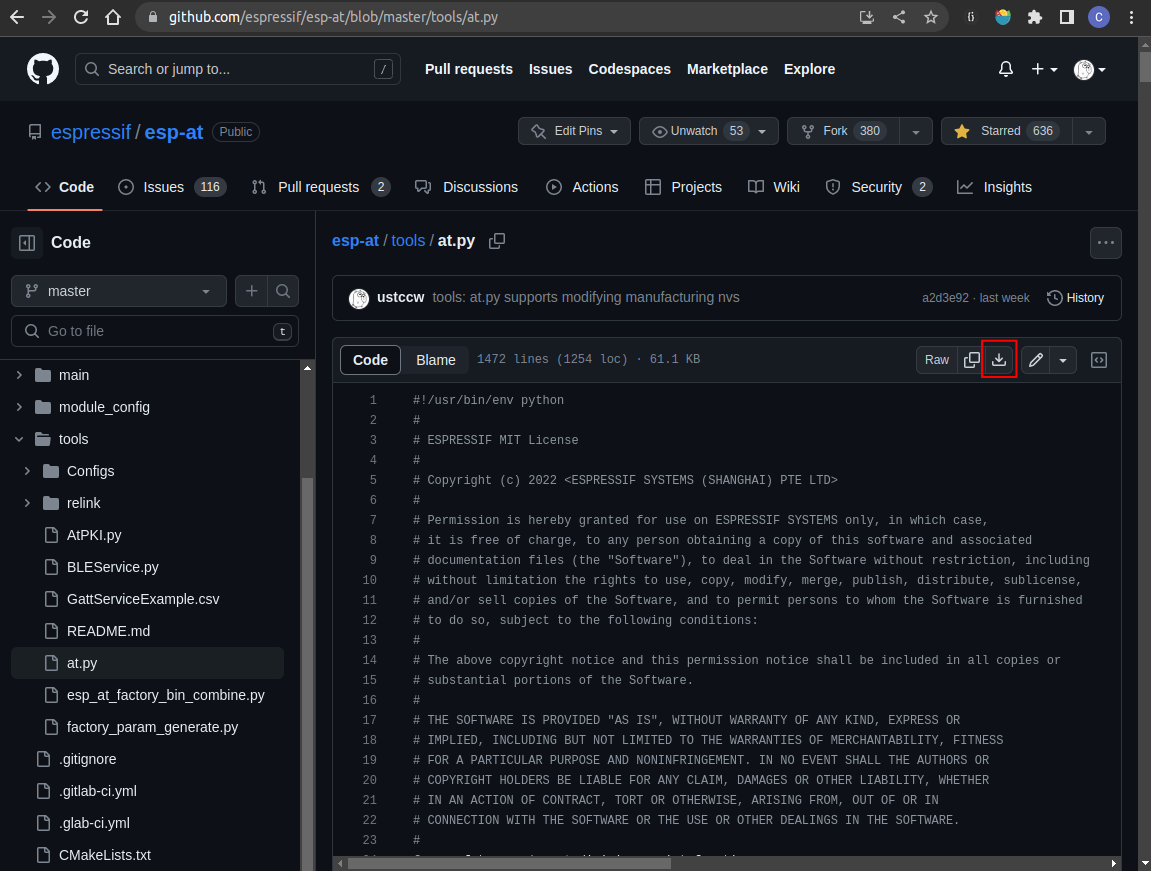 github.com/espressif/esp-at/blob/master/tools/at.py
C
Search or jump to...
/
Pull requests Issues Codespaces Marketplace Explore
espressif / esp-at Public
Edit Pins
Unwatch 53
Fork 380
Starred 636
Code
Issues 116
Pull requests 2
Discussions
Actions
Projects
Wiki
Security 2
Insights
Code
master
Go to file
t
main
module_config
tools
Configs
relink
AtPKI.py
BLEService.py
GattServiceExample.csv
README.md
at.py
esp_at_factory_bin_combine.py
factory_param_generate.py
.gitignore
.gitlab-ci.yml
.glab-ci.yml
CMakeLists.txt
esp-at / tools / at.py
ustccw tools: at.py supports modifying manufacturing nvs
a2d3e92 · last week
History
Code Blame 1472 lines (1254 loc) · 61.1 KB
Raw
1 #!/usr/bin/env python
2 #
3 # ESPRESSIF MIT License
4 #
5 # Copyright (c) 2022 <ESPRESSIF SYSTEMS (SHANGHAI) PTE LTD>
6 #
7 # Permission is hereby granted for use on ESPRESSIF SYSTEMS only, in which case,
8 # it is free of charge, to any person obtaining a copy of this software and associated
9 # documentation files (the "Software"), to deal in the Software without restriction, including
10 # without limitation the rights to use, copy, modify, merge, publish, distribute, sublicense,
11 # and/or sell copies of the Software, and to permit persons to whom the Software is furnished
12 # to do so, subject to the following conditions:
13 #
14 # The above copyright notice and this permission notice shall be included in all copies or
15 # substantial portions of the Software.
16 #
17 # THE SOFTWARE IS PROVIDED "AS IS", WITHOUT WARRANTY OF ANY KIND, EXPRESS OR
18 # IMPLIED, INCLUDING BUT NOT LIMITED TO THE WARRANTIES OF MERCHANTABILITY, FITNESS
19 # FOR A PARTICULAR PURPOSE AND NONINFRINGEMENT. IN NO EVENT SHALL THE AUTHORS OR
20 # COPYRIGHT HOLDERS BE LIABLE FOR ANY CLAIM, DAMAGES OR OTHER LIABILITY, WHETHER
21 # IN AN ACTION OF CONTRACT, TORT OR OTHERWISE, ARISING FROM, OUT OF OR IN
22 # CONNECTION WITH THE SOFTWARE OR THE USE OR OTHER DEALINGS IN THE SOFTWARE.
23 #